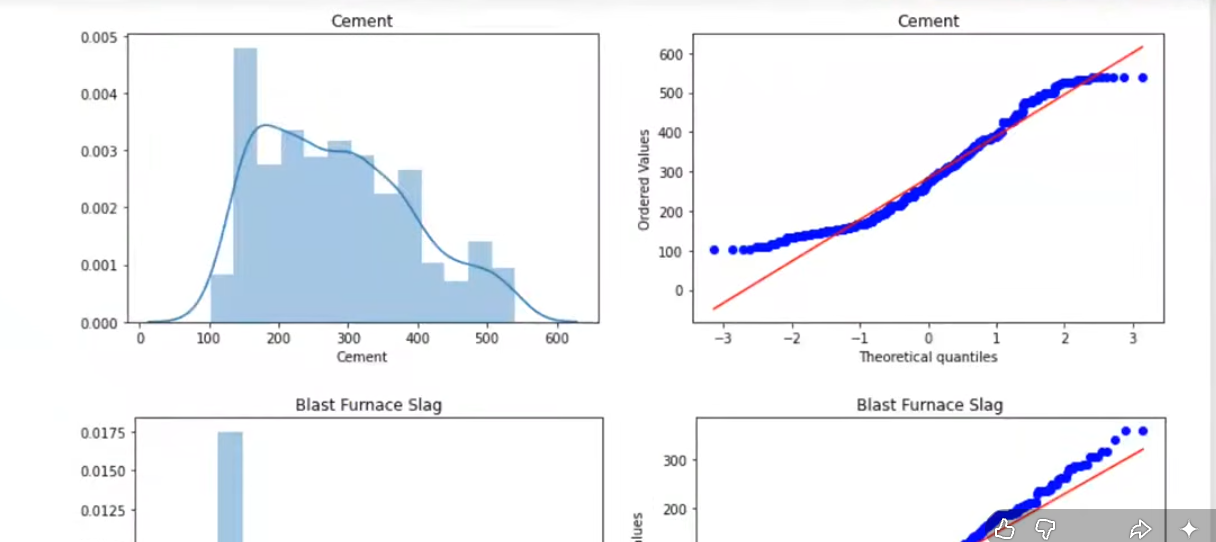 Cement
0.005
0.004
0.003
0.002
0.001
0.000
0 100 200 300 400 500 600
Cement
Cement
600
500
400
300
200
100
0
Ordered Values
−3 −2 −1 0 1 2 3
Theoretical quantiles
Blast Furnace Slag
0.0175
0.0150
0.0125
Blast Furnace Slag
300
200